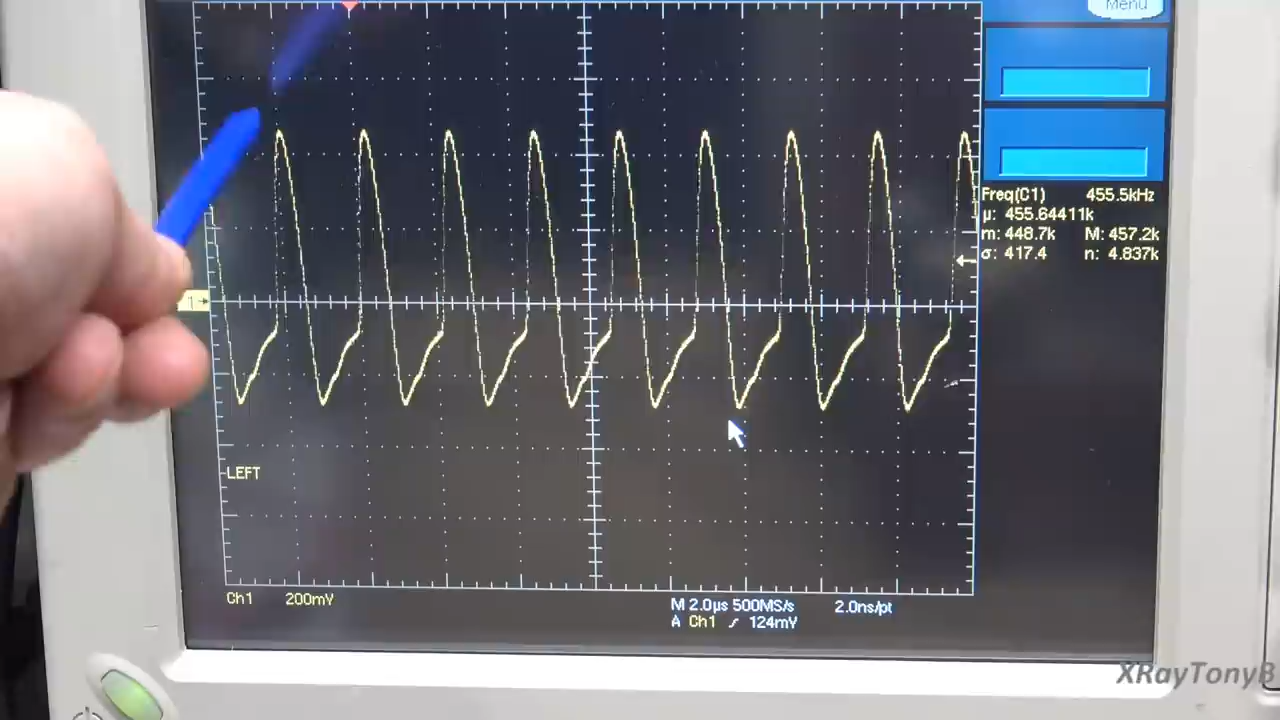 Menu
Freq(C1) 455.5kHz
µ: 455.64411k
m: 448.7k M: 457.2k
σ: 417.4 n: 4.837k
1
LEFT
Ch1 200mV
M 2.0µs 500MS/s 2.0ns/pt
A Ch1 124mV
XRayTonyB